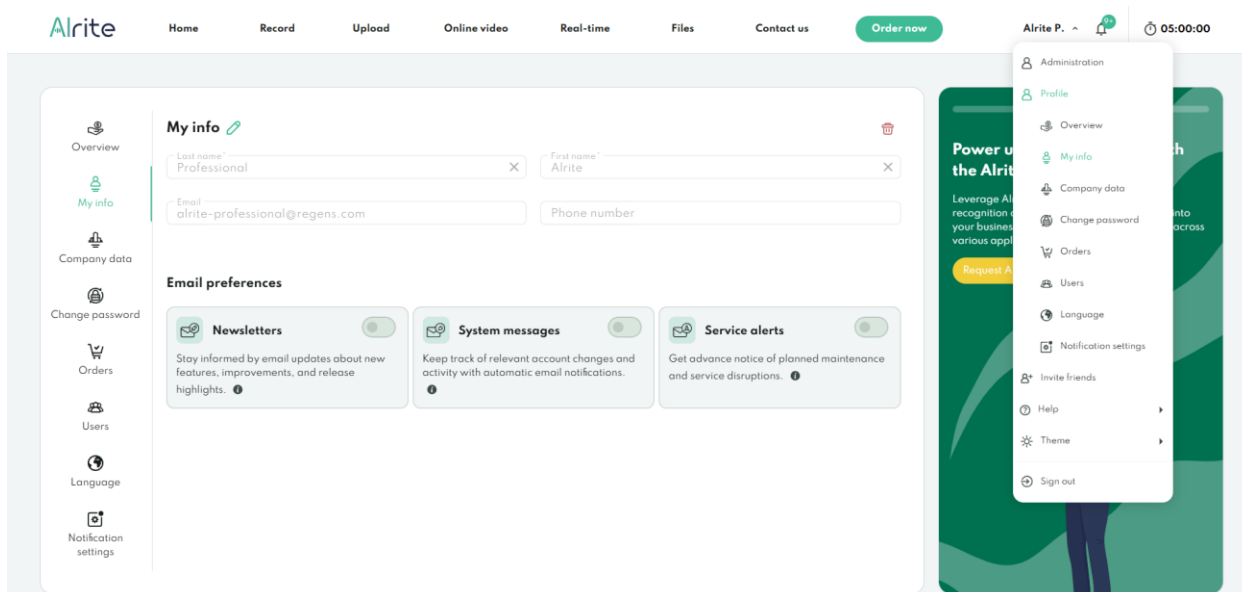 Alrite
Home
Record
Upload
Online video
Real-time
Files
Contact us
Order now
Alrite P.
9+
05:00:00
Overview
My info
Company data
Change password
Orders
Users
Language
Notification
settings
My info
Last name*
Professional
First name*
Alrite
Email
alrite-professional@regens.com
Phone number
Email preferences
Newsletters
Stay informed by email updates about new
features, improvements, and release
highlights.
System messages
Keep track of relevant account changes and
activity with automatic email notifications.
Service alerts
Get advance notice of planned maintenance
and service disruptions.
Power
the
Leverage
recognition
your
into
across
various
Request
Administration
Profile
Overview
My info
Company data
Change password
Orders
Users
Language
Notification settings
Invite friends
Help
Theme
Sign out